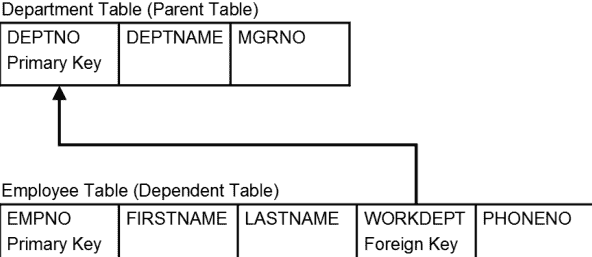 Department Table (Parent Table)
DEPTNO DEPTNAME MGRNO
Primary Key
Employee Table (Dependent Table)
EMPNO FIRSTNAME LASTNAME WORKDEPT PHONENO
Primary Key Foreign Key